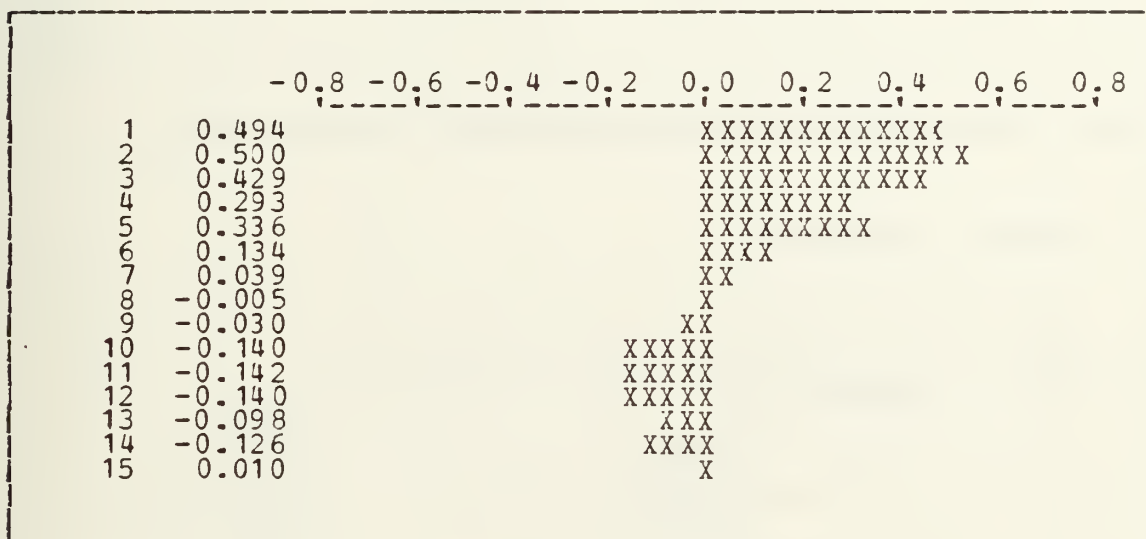 -0.8 -0.6 -0.4 -0.2 0.0 0.2 0.4 0.6 0.8
1 0.494 XXXXXXXXXXXXX
2 0.500 XXXXXXXXXXXXXX
3 0.429 XXXXXXXXXXXX
4 0.293 XXXXXXXX
5 0.336 XXXXXXXXX
6 0.134 XXXX
7 0.039 XX
8 -0.005 X
9 -0.030 XX
10 -0.140 XXXXX
11 -0.142 XXXXX
12 -0.140 XXXXX
13 -0.098 XXX
14 -0.126 XXXX
15 0.010 X